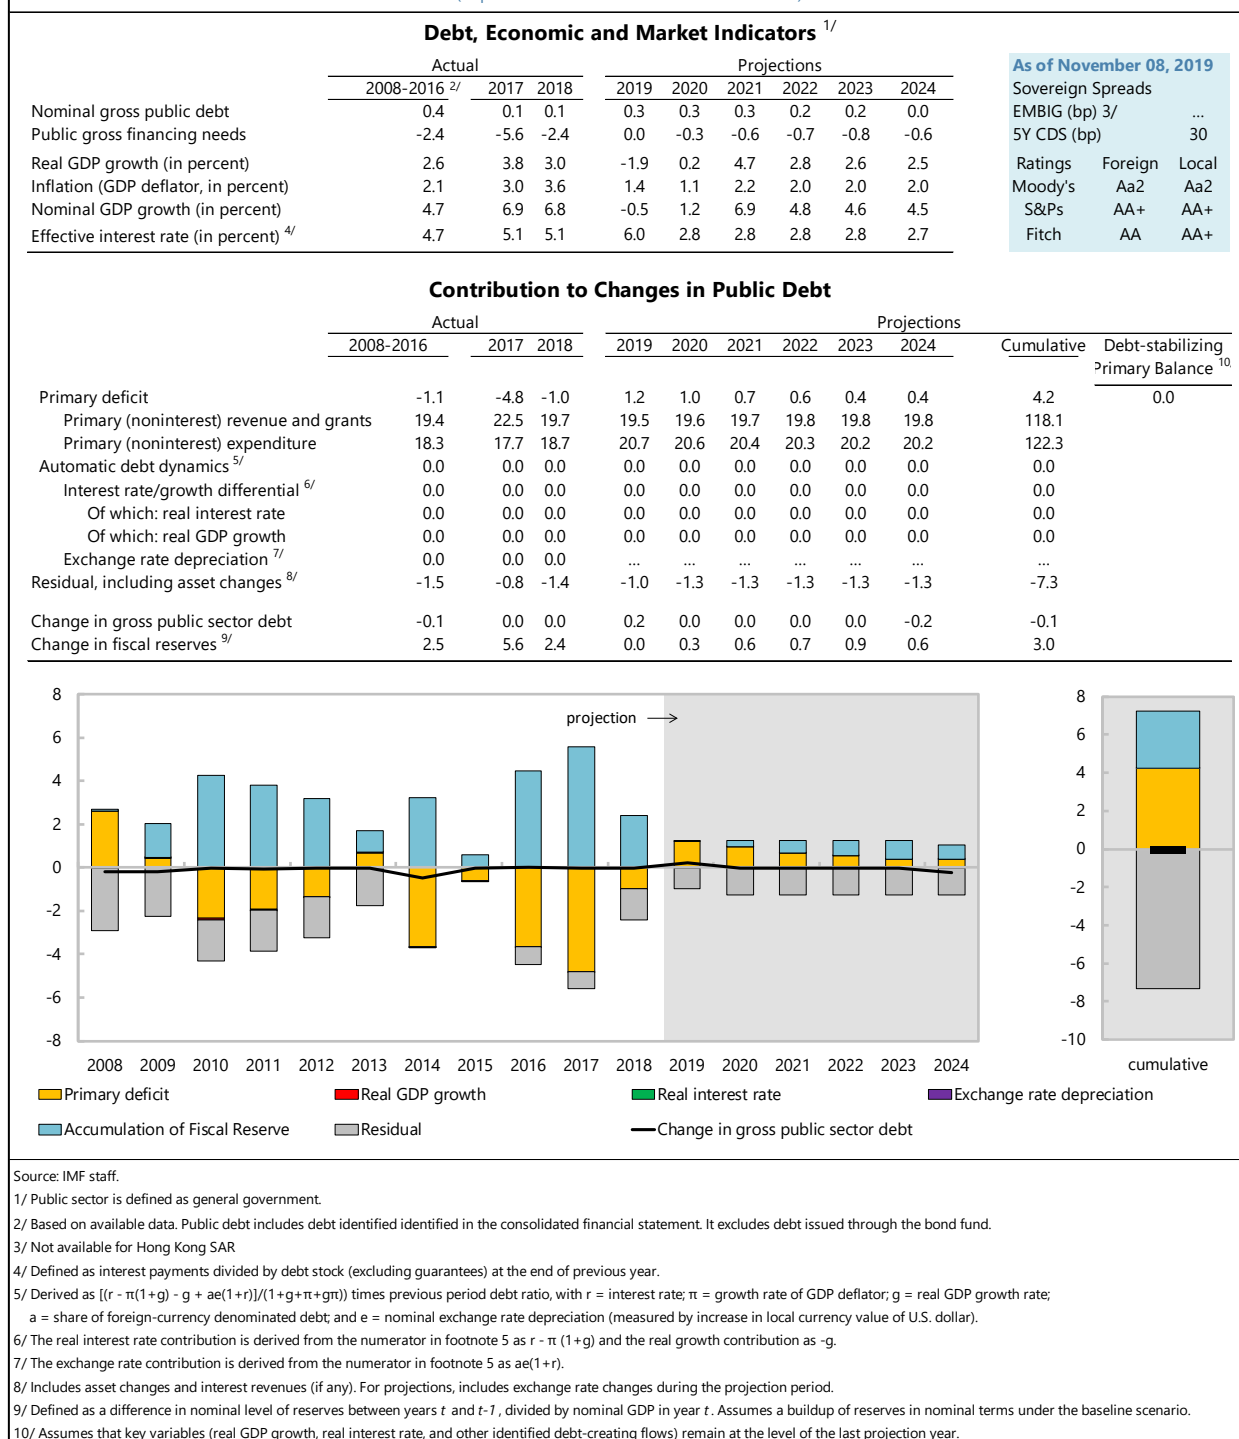 Debt, Economic and Market Indicators 1/
Actual Projections As of November 08, 2019
2008-2016 2/ 2017 2018 2019 2020 2021 2022 2023 2024 Sovereign Spreads
Nominal gross public debt 0.4 0.1 0.1 0.3 0.3 0.3 0.2 0.2 0.0 EMBIG (bp) 3/ ...
Public gross financing needs -2.4 -5.6 -2.4 0.0 -0.3 -0.6 -0.7 -0.8 -0.6 5Y CDS (bp) 30
Real GDP growth (in percent) 2.6 3.8 3.0 -1.9 0.2 4.7 2.8 2.6 2.5 Ratings Foreign Local
Inflation (GDP deflator, in percent) 2.1 3.0 3.6 1.4 1.1 2.2 2.0 2.0 2.0 Moody's Aa2 Aa2
Nominal GDP growth (in percent) 4.7 6.9 6.8 -0.5 1.2 6.9 4.8 4.6 4.5 S&Ps AA+ AA+
Effective interest rate (in percent) 4/ 4.7 5.1 5.1 6.0 2.8 2.8 2.8 2.8 2.7 Fitch AA AA+
Contribution to Changes in Public Debt
Actual Projections
2008-2016 2017 2018 2019 2020 2021 2022 2023 2024 Cumulative Debt-stabilizing
Primary Balance 10/
Primary deficit -1.1 -4.8 -1.0 1.2 1.0 0.7 0.6 0.4 0.4 4.2 0.0
Primary (noninterest) revenue and grants 19.4 22.5 19.7 19.5 19.6 19.7 19.8 19.8 19.8 118.1
Primary (noninterest) expenditure 18.3 17.7 18.7 20.7 20.6 20.4 20.3 20.2 20.2 122.3
Automatic debt dynamics 5/ 0.0 0.0 0.0 0.0 0.0 0.0 0.0 0.0 0.0 0.0
Interest rate/growth differential 6/ 0.0 0.0 0.0 0.0 0.0 0.0 0.0 0.0 0.0 0.0
Of which: real interest rate 0.0 0.0 0.0 0.0 0.0 0.0 0.0 0.0 0.0 0.0
Of which: real GDP growth 0.0 0.0 0.0 0.0 0.0 0.0 0.0 0.0 0.0 0.0
Exchange rate depreciation 7/ 0.0 0.0 0.0 ... ... ... ... ... ... ...
Residual, including asset changes 8/ -1.5 -0.8 -1.4 -1.0 -1.3 -1.3 -1.3 -1.3 -1.3 -7.3
Change in gross public sector debt -0.1 0.0 0.0 0.2 0.0 0.0 0.0 0.0 -0.2 -0.1
Change in fiscal reserves 9/ 2.5 5.6 2.4 0.0 0.3 0.6 0.7 0.9 0.6 3.0
8
6
4
2
0
-2
-4
-6
-8
projection
2008 2009 2010 2011 2012 2013 2014 2015 2016 2017 2018 2019 2020 2021 2022 2023 2024
8
6
4
2
0
-2
-4
-6
-8
-10
cumulative
Primary deficit Real GDP growth Real interest rate Exchange rate depreciation
Accumulation of Fiscal Reserve Residual Change in gross public sector debt
Source: IMF staff.
1/ Public sector is defined as general government.
2/ Based on available data. Public debt includes debt identified identified in the consolidated financial statement. It excludes debt issued through the bond fund.
3/ Not available for Hong Kong SAR
4/ Defined as interest payments divided by debt stock (excluding guarantees) at the end of previous year.
5/ Derived as [(r - π(1+g) - g + ae(1+r)]/(1+g+π+gπ)) times previous period debt ratio, with r = interest rate; π = growth rate of GDP deflator; g = real GDP growth rate;
a = share of foreign-currency denominated debt; and e = nominal exchange rate depreciation (measured by increase in local currency value of U.S. dollar).
6/ The real interest rate contribution is derived from the numerator in footnote 5 as r - π (1+g) and the real growth contribution as -g.
7/ The exchange rate contribution is derived from the numerator in footnote 5 as ae(1+r).
8/ Includes asset changes and interest revenues (if any). For projections, includes exchange rate changes during the projection period.
9/ Defined as a difference in nominal level of reserves between years t and t-1, divided by nominal GDP in year t. Assumes a buildup of reserves in nominal terms under the baseline scenario.
10/ Assumes that key variables (real GDP growth, real interest rate, and other identified debt-creating flows) remain at the level of the last projection year.